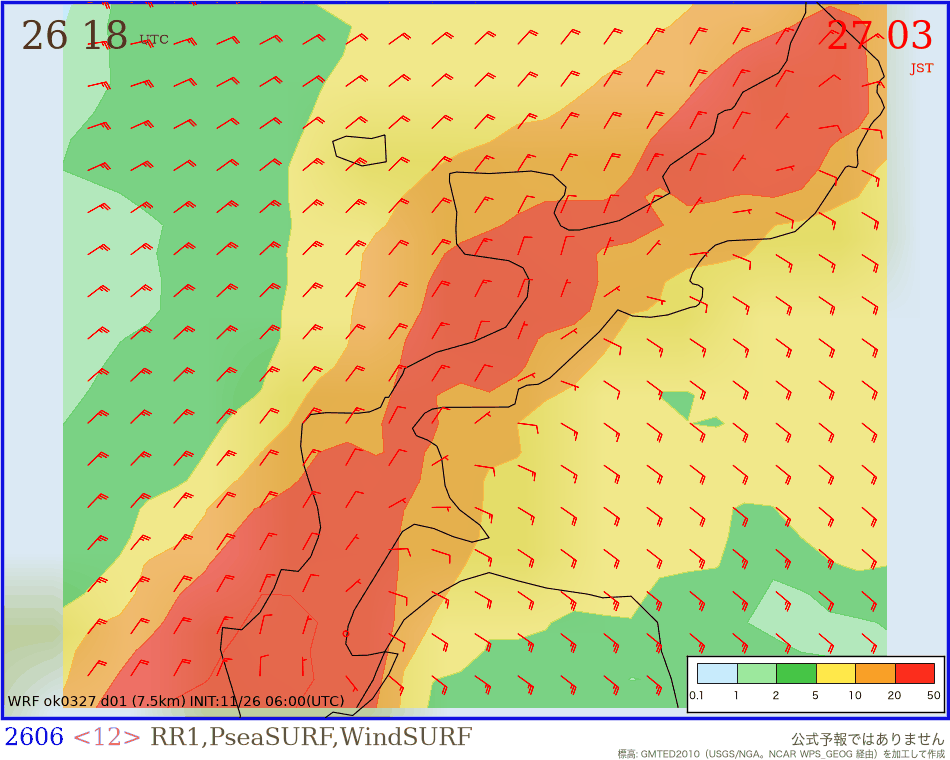 26 18 UTC
27 03
JST
WRF ok0327 d01 (7.5km) INIT:11/26 06:00(UTC)
0.1 1 2 5 10 20 50
2606 <12> RR1,PseaSURF,WindSURF
公式予報ではありません
標高: GMTED2010（USGS/NGA。NCAR WPS_GEOG 経由）を加工して作成